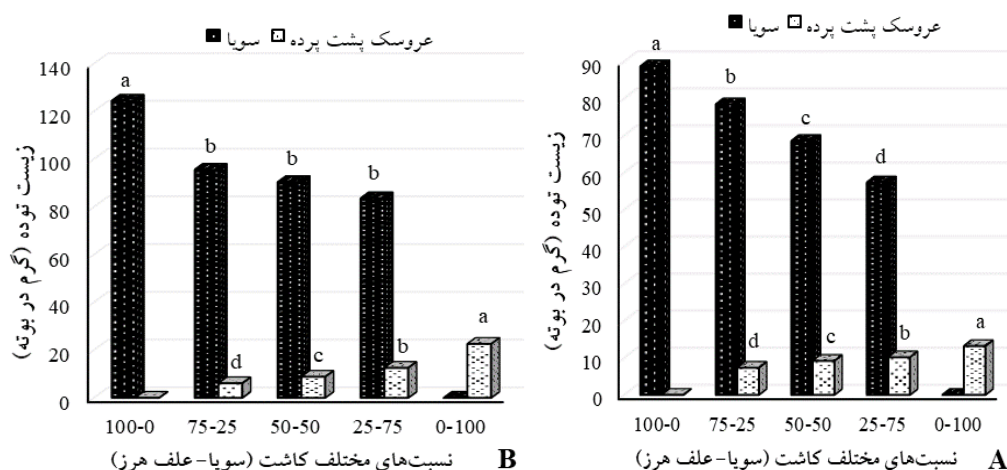 سویا عروسک پشت پرده
140
120
100
80
60
40
20
0
زیست توده (گرم در بوته)
a
b
b
b
d
c
b
a
100-0 75-25 50-50 25-75 0-100
نسبت‌های مختلف کاشت (سویا- علف هرز)
B
سویا عروسک پشت پرده
90
80
70
60
50
40
30
20
10
0
زیست توده (گرم در بوته)
a
b
c
d
d
c
b
a
100-0 75-25 50-50 25-75 0-100
نسبت‌های مختلف کاشت (سویا- علف هرز)
A